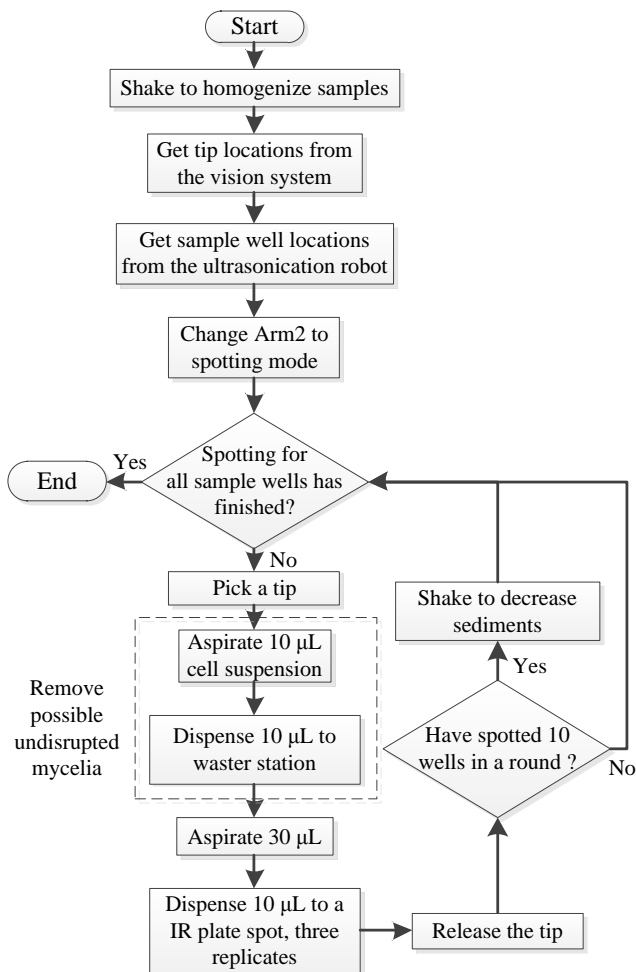 Start
Shake to homogenize samples
Get tip locations from
the vision system
Get sample well locations
from the ultrasonication robot
Change Arm2 to
spotting mode
Spotting for
all sample wells has
finished?
Yes
End
No
Pick a tip
Aspirate 10 μL
cell suspension
Dispense 10 μL to
waster station
Remove
possible
undisrupted
mycelia
Aspirate 30 μL
Dispense 10 μL to a
IR plate spot, three
replicates
Release the tip
Have spotted 10
wells in a round ?
Yes
No
Shake to decrease
sediments